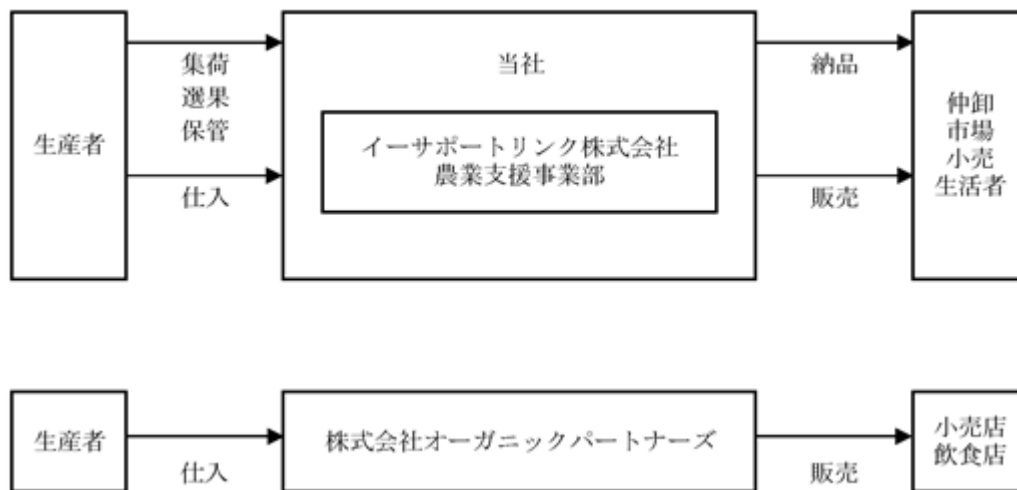 生産者
集荷
選果
保管
仕入
当社
イーサポートリンク株式会社
農業支援事業部
納品
販売
仲卸
市場
小売
生活者
生産者
仕入
株式会社オーガニックパートナーズ
販売
小売店
飲食店